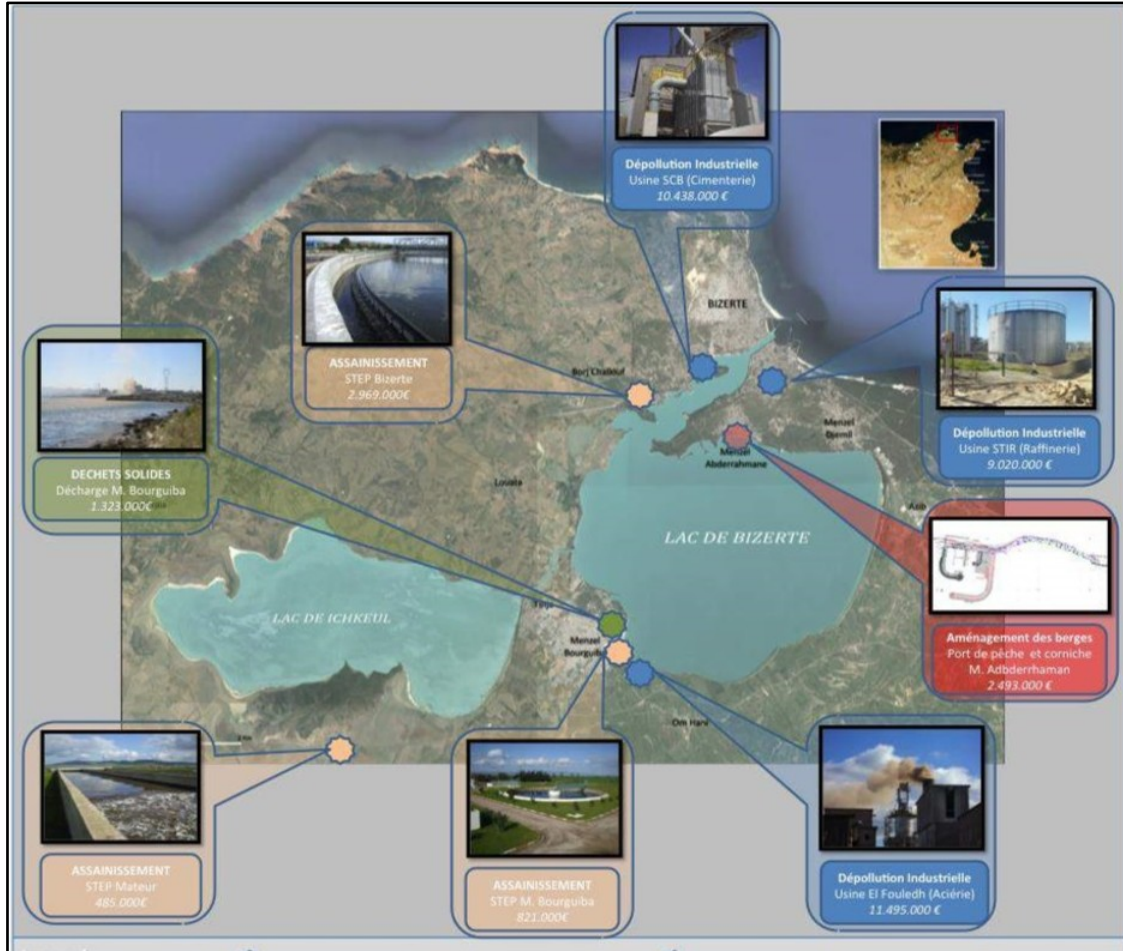 Dépollution Industrielle
Usine SCB (Cimenterie)
10.438.000 €
ASSAINISSEMENT
STEP Bizerte
2.969.000€
BIZERTE
Borj Challouf
Dépollution Industrielle
Usine STIR (Raffinerie)
9.020.000 €
DECHETS SOLIDES
Décharge M. Bourguiba
1.323.000€
Menzel
Djemil
Menzel
Abderrahmane
Louata
LAC DE BIZERTE
LAC DE ICHKEUL
Menzel
Aménagement des berges
Port de pêche et corniche
M. Adbderrhaman
2.493.000 €
Om Hani
ASSAINISSEMENT
STEP Mateur
485.000€
ASSAINISSEMENT
STEP M. Bourguiba
821.000€
Dépollution Industrielle
Usine El Fouledh (Aciérie)
11.495.000 €